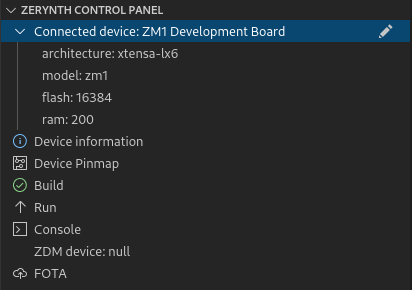 ZERYNTH CONTROL PANEL
Connected device: ZM1 Development Board
architecture: xtensa-lx6
model: zm1
flash: 16384
ram: 200
Device information
Device Pinmap
Build
Run
Console
ZDM device: null
FOTA